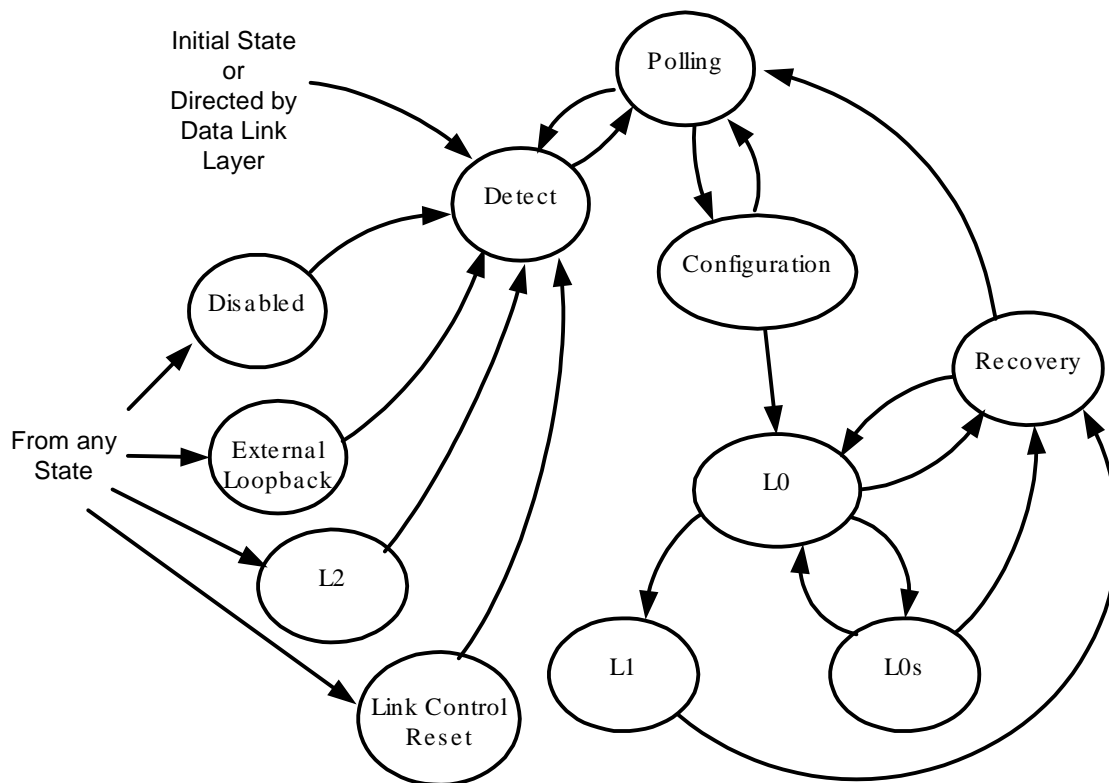 Initial State
or
Directed by
Data Link
Layer
Polling
Detect
Configuration
Disabled
Recovery
From any
State
External
Loopback
L0
L2
L1
L0s
Link Control
Reset